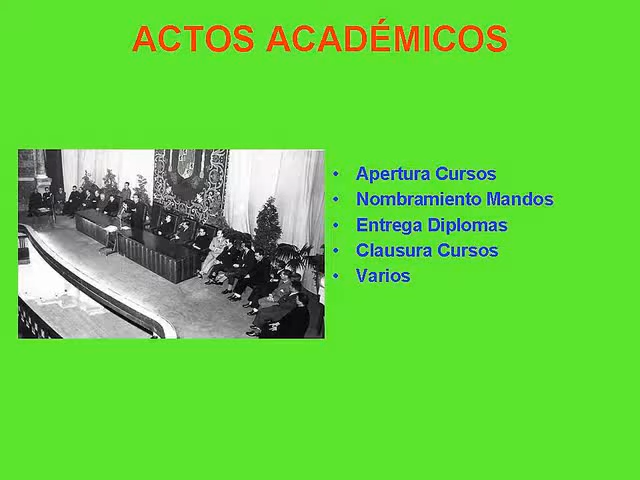 ACTOS ACADÉMICOS
• Apertura Cursos
• Nombramiento Mandos
• Entrega Diplomas
• Clausura Cursos
• Varios